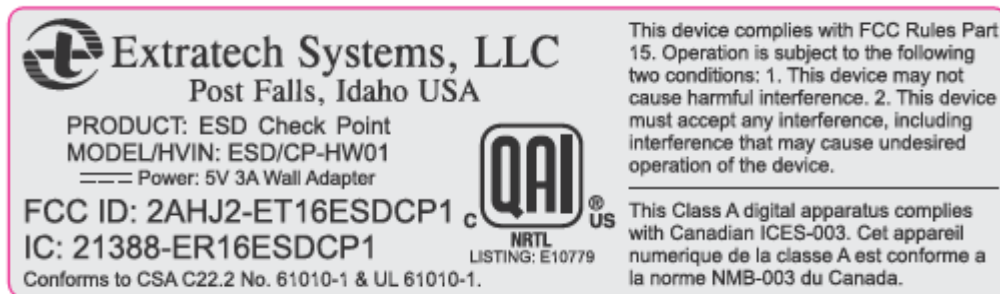 Extratech Systems, LLC
Post Falls, Idaho USA
PRODUCT: ESD Check Point
MODEL/HVIN: ESD/CP-HW01
Power: 5V 3A Wall Adapter
FCC ID: 2AHJ2-ET16ESDCP1
IC: 21388-ER16ESDCP1
Conforms to CSA C22.2 No. 61010-1 & UL 61010-1.
QAI
C
®
US
NRTL
LISTING: E10779
This device complies with FCC Rules Part
15. Operation is subject to the following
two conditions: 1. This device may not
cause harmful interference. 2. This device
must accept any interference, including
interference that may cause undesired
operation of the device.
This Class A digital apparatus complies
with Canadian ICES-003. Cet appareil
numerique de la classe A est conforme a
la norme NMB-003 du Canada.